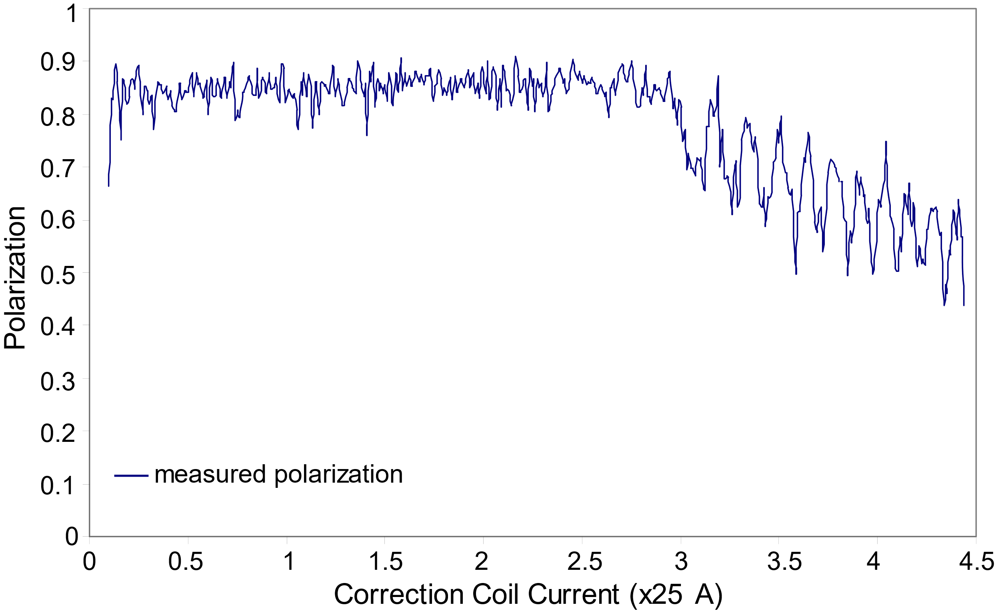 1
0.9
0.8
0.7
0.6
0.5
0.4
0.3
0.2
0.1
0
Polarization
measured polarization
0 0.5 1 1.5 2 2.5 3 3.5 4 4.5
Correction Coil Current (x25 A)